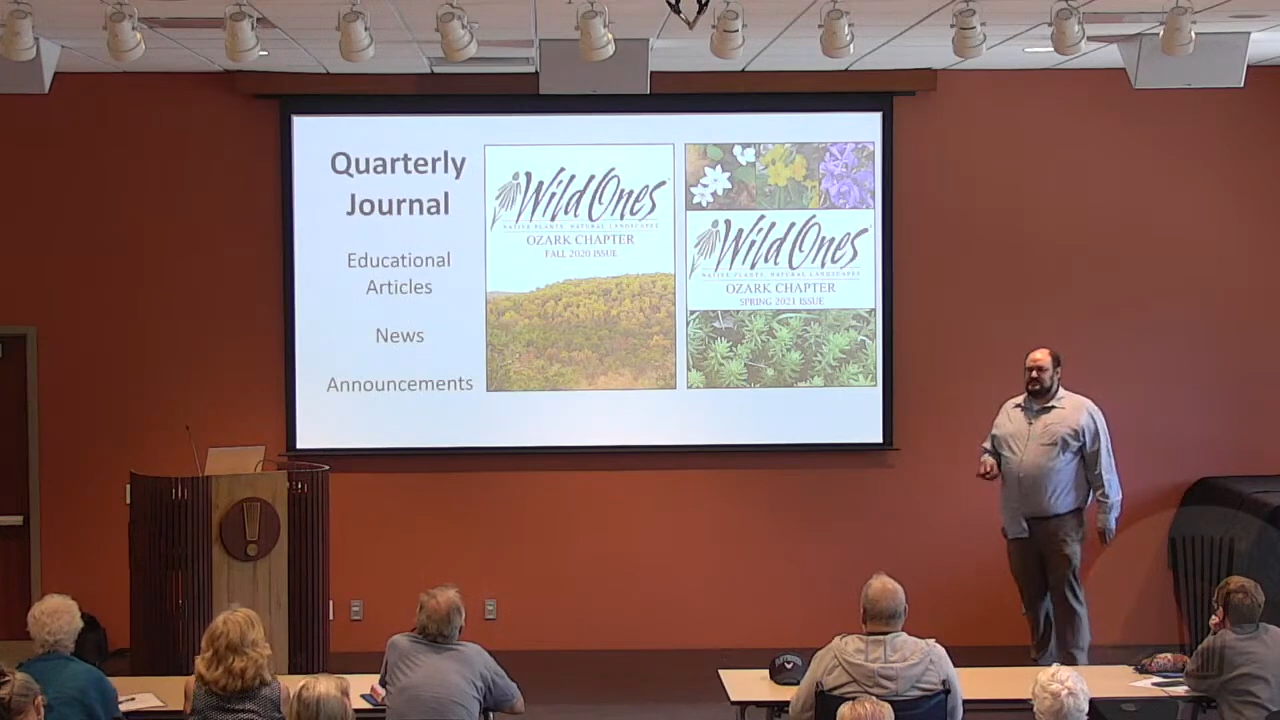 Quarterly
Journal
Educational
Articles
News
Announcements
Wild Ones
NATIVE PLANTS, NATURAL LANDSCAPES
OZARK CHAPTER
FALL 2020 ISSUE
Wild Ones
NATIVE PLANTS, NATURAL LANDSCAPES
OZARK CHAPTER
SPRING 2021 ISSUE